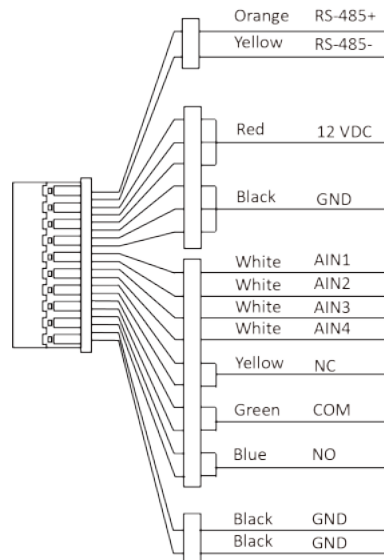 Orange RS-485+
Yellow RS-485-
Red 12 VDC
Black GND
White AIN1
White AIN2
White AIN3
White AIN4
Yellow NC
Green COM
Blue NO
Black GND
Black GND